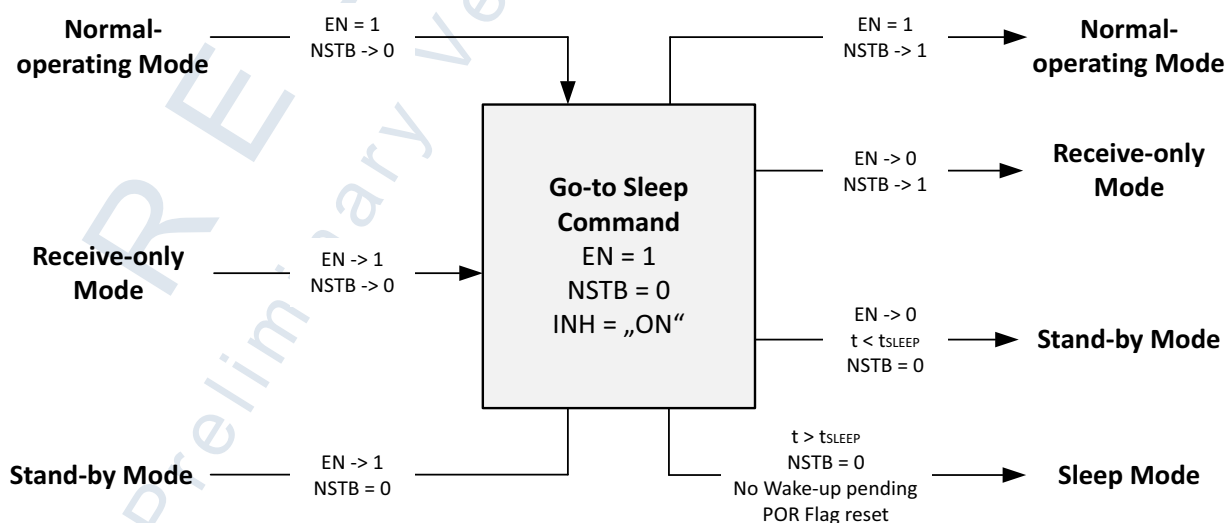 Normal-
operating Mode
EN = 1
NSTB -> 0
EN = 1
NSTB -> 1
Normal-
operating Mode
Receive-only
Mode
EN -> 1
NSTB -> 0
Go-to Sleep
Command
EN = 1
NSTB = 0
INH = „ON“
EN -> 0
NSTB -> 1
Receive-only
Mode
EN -> 0
t < tSLEEP
NSTB = 0
Stand-by Mode
Stand-by Mode
EN -> 1
NSTB = 0
t > tSLEEP
NSTB = 0
No Wake-up pending
POR Flag reset
Sleep Mode
R E
Preliminary Ve